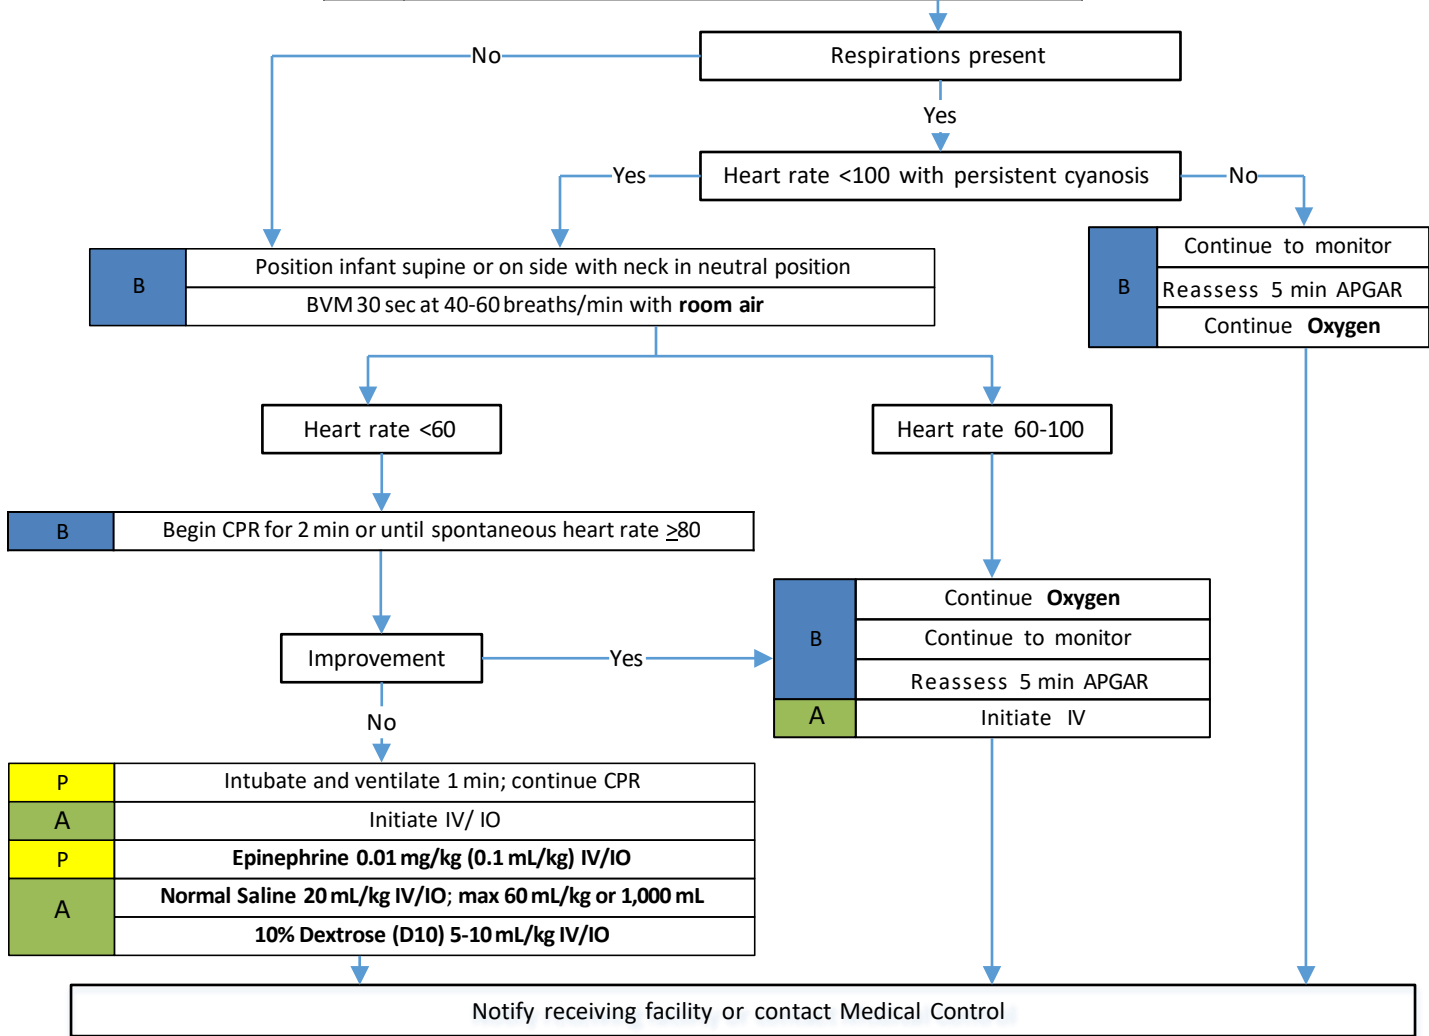 Respirations present
No
Yes
Heart rate <100 with persistent cyanosis
Yes
No
B
Position infant supine or on side with neck in neutral position
BVM 30 sec at 40-60 breaths/min with room air
B
Continue to monitor
Reassess 5 min APGAR
Continue Oxygen
Heart rate <60
Heart rate 60-100
B
Begin CPR for 2 min or until spontaneous heart rate ≥80
Improvement
Yes
No
B
Continue Oxygen
Continue to monitor
Reassess 5 min APGAR
A
Initiate IV
P
Intubate and ventilate 1 min; continue CPR
A
Initiate IV/ IO
P
Epinephrine 0.01 mg/kg (0.1 mL/kg) IV/IO
A
Normal Saline 20 mL/kg IV/IO; max 60 mL/kg or 1,000 mL
10% Dextrose (D10) 5-10 mL/kg IV/IO
Notify receiving facility or contact Medical Control